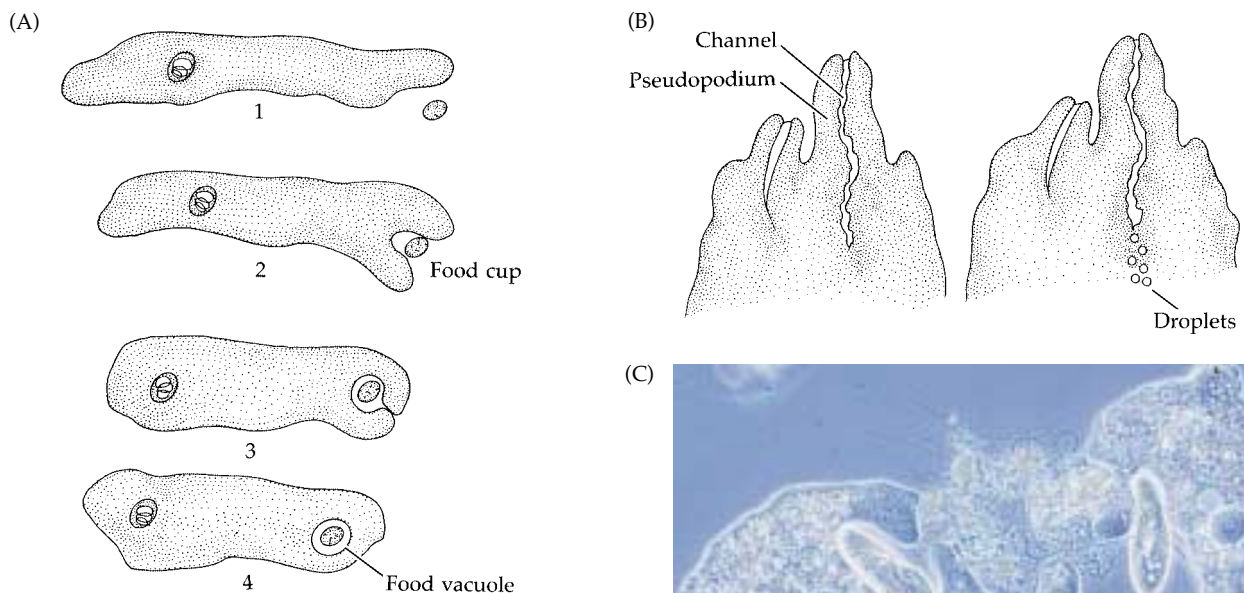 (A)
1
2
Food cup
3
4
Food vacuole
(B)
Channel
Pseudopodium
Droplets
(C)